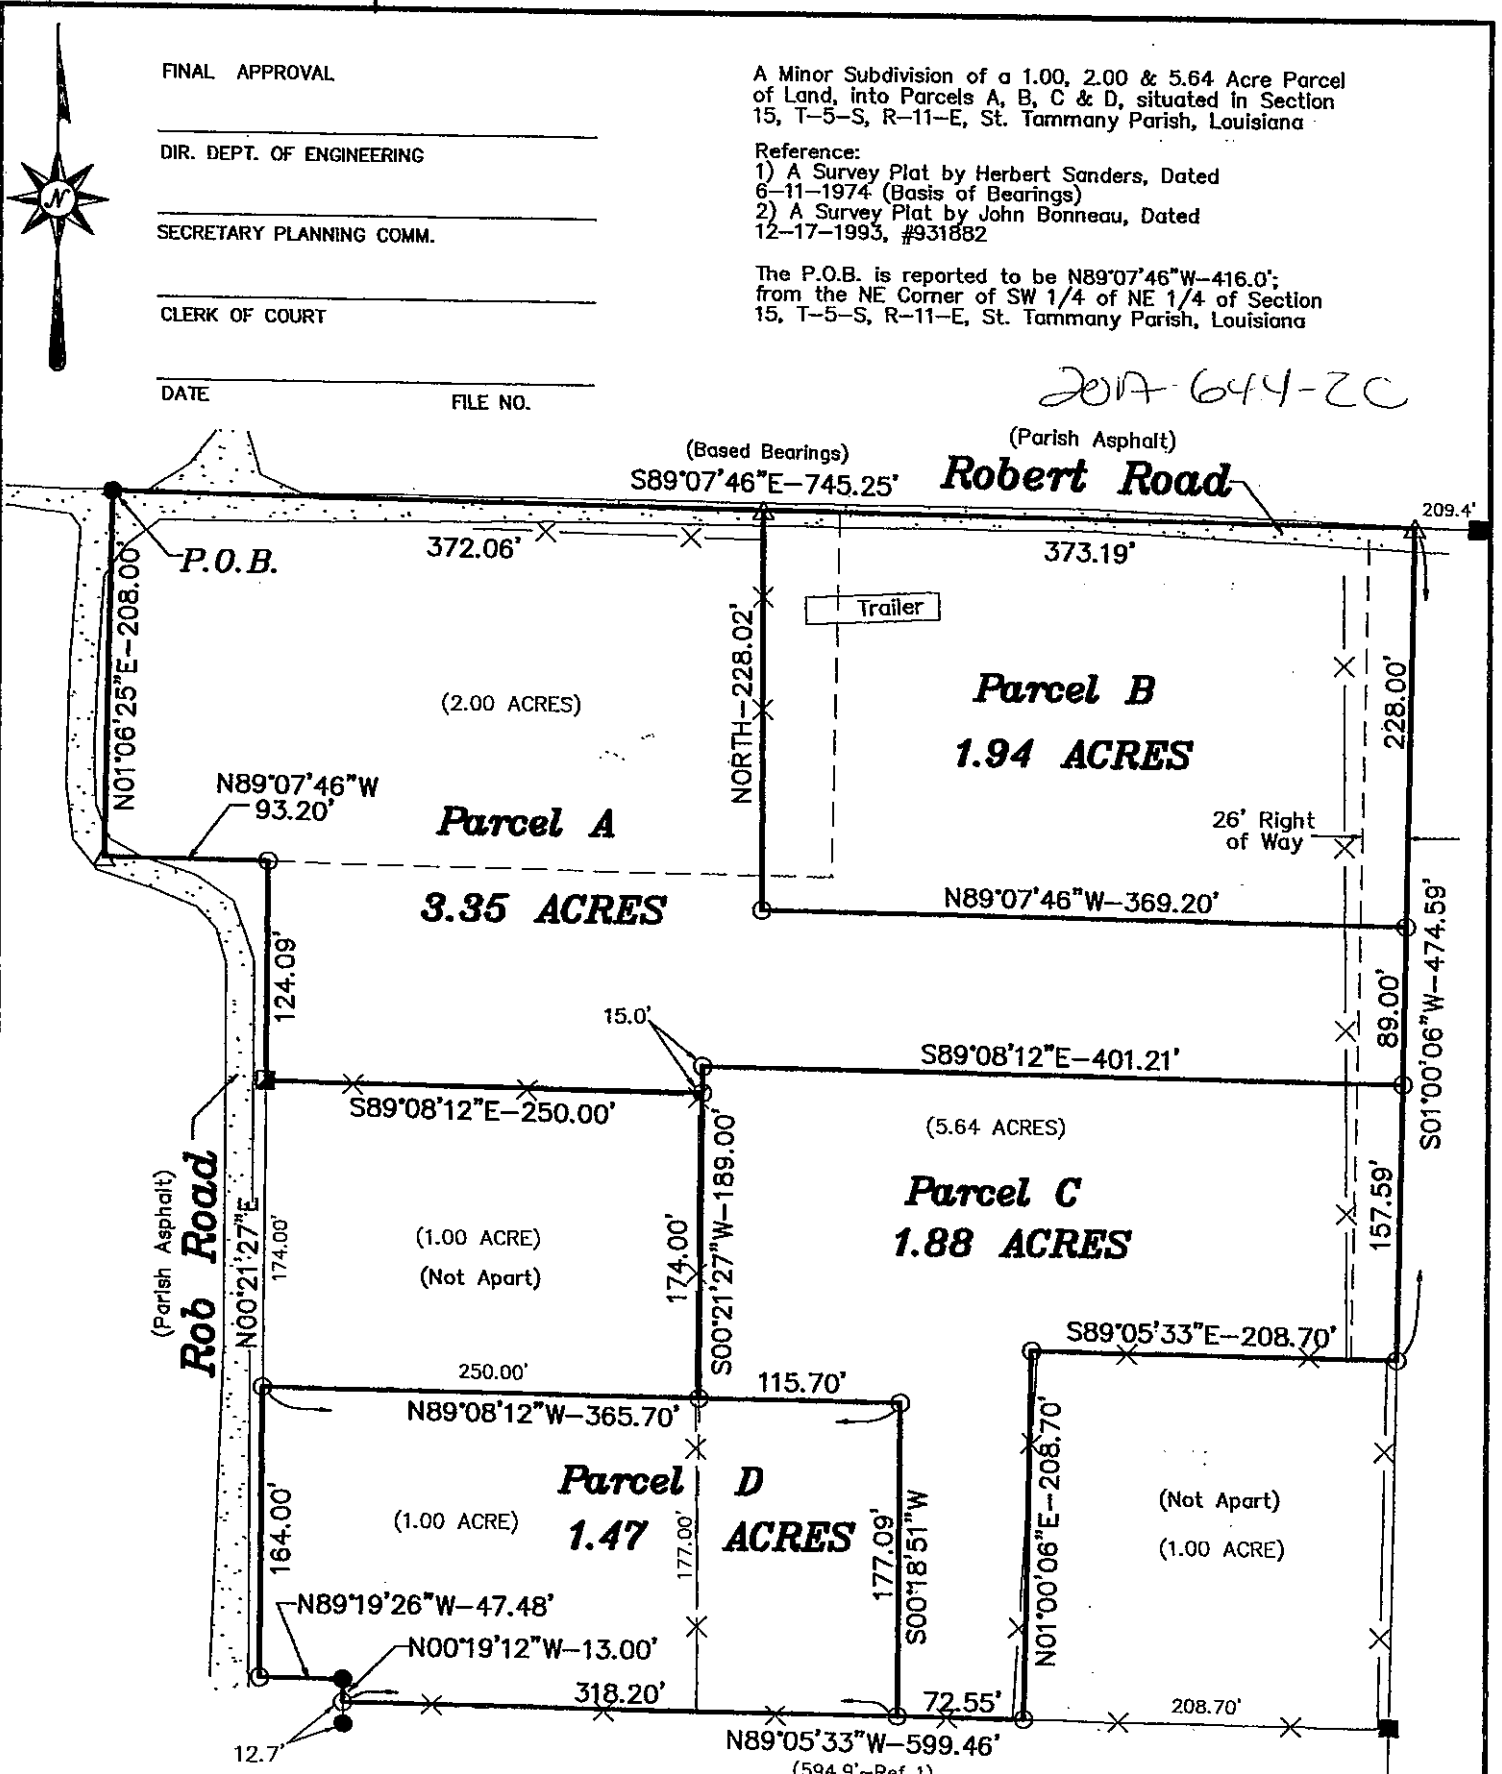 FINAL APPROVAL
DIR. DEPT. OF ENGINEERING
SECRETARY PLANNING COMM.
CLERK OF COURT
DATE
FILE NO.
A Minor Subdivision of a 1.00, 2.00 & 5.64 Acre Parcel
of Land, into Parcels A, B, C & D, situated in Section
15, T-5-S, R-11-E, St. Tammany Parish, Louisiana
Reference:
1) A Survey Plat by Herbert Sanders, Dated
6-11-1974 (Basis of Bearings)
2) A Survey Plat by John Bonneau, Dated
12-17-1993, #931882
The P.O.B. is reported to be N89°07'46"W-416.0';
from the NE Corner of SW 1/4 of NE 1/4 of Section
15, T-5-S, R-11-E, St. Tammany Parish, Louisiana
2017-644-ZC
N
(Based Bearings)
S89°07'46"E-745.25'
(Parish Asphalt)
Robert Road
209.4'
P.O.B.
372.06'
373.19'
N01°06'25"E-208.00'
Trailer
NORTH-228.02'
(2.00 ACRES)
Parcel B
1.94 ACRES
228.00'
N89°07'46"W
93.20'
Parcel A
3.35 ACRES
26' Right
of Way
N89°07'46"W-369.20'
S01°00'06"W-474.59'
124.09'
89.00'
15.0'
S89°08'12"E-401.21'
S89°08'12"E-250.00'
(5.64 ACRES)
Parcel C
1.88 ACRES
157.59'
(Parish Asphalt)
Rob Road
N00°21'27"E
174.00'
(1.00 ACRE)
(Not Apart)
174.00'
S00°21'27"W-189.00'
S89°05'33"E-208.70'
250.00'
115.70'
N89°08'12"W-365.70'
Parcel D
1.47 ACRES
(1.00 ACRE)
164.00'
177.00'
177.09'
S00°18'51"W
N01°00'06"E-208.70'
(Not Apart)
(1.00 ACRE)
N89°19'26"W-47.48'
N00°19'12"W-13.00'
318.20'
72.55'
208.70'
12.7'
N89°05'33"W-599.46'
(594.9'-Ref. 1)